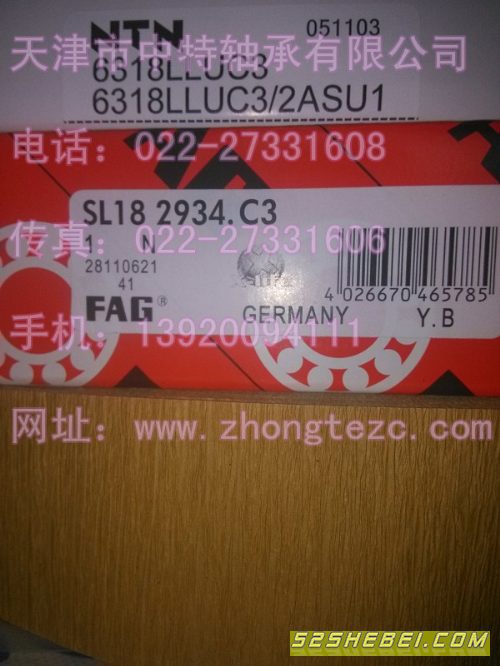 NTN
051103
天津市中特轴承有限公司
6318LLUC3
6318LLUC3/2ASU1
电话：022-27331608
SL18 2934.C3
传真：022-27331606
1 N
28110621
41
FAG®
GERMANY
4 026670 465785
Y.B
手机：13920094111
网址：www.zhongtezc.com
52SHEBEI.COM